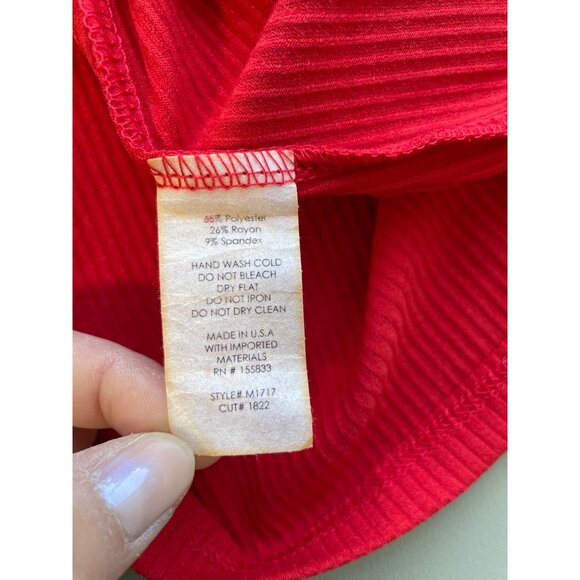 65% Polyester
26% Rayon
9% Spandex
HAND WASH COLD
DO NOT BLEACH
DRY FLAT
DO NOT IRON
DO NOT DRY CLEAN
MADE IN U.S.A
WITH IMPORTED
MATERIALS
RN # 155833
STYLE# M1717
CUT# 1822